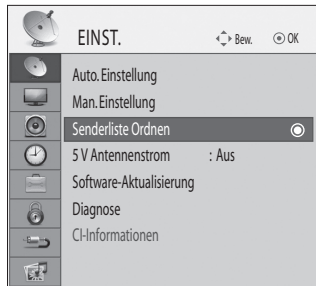 EINST. Bew. OK
Auto. Einstellung
Man. Einstellung
Senderliste Ordnen
5 V Antennenstrom : Aus
Software-Aktualisierung
Diagnose
CI-Informationen